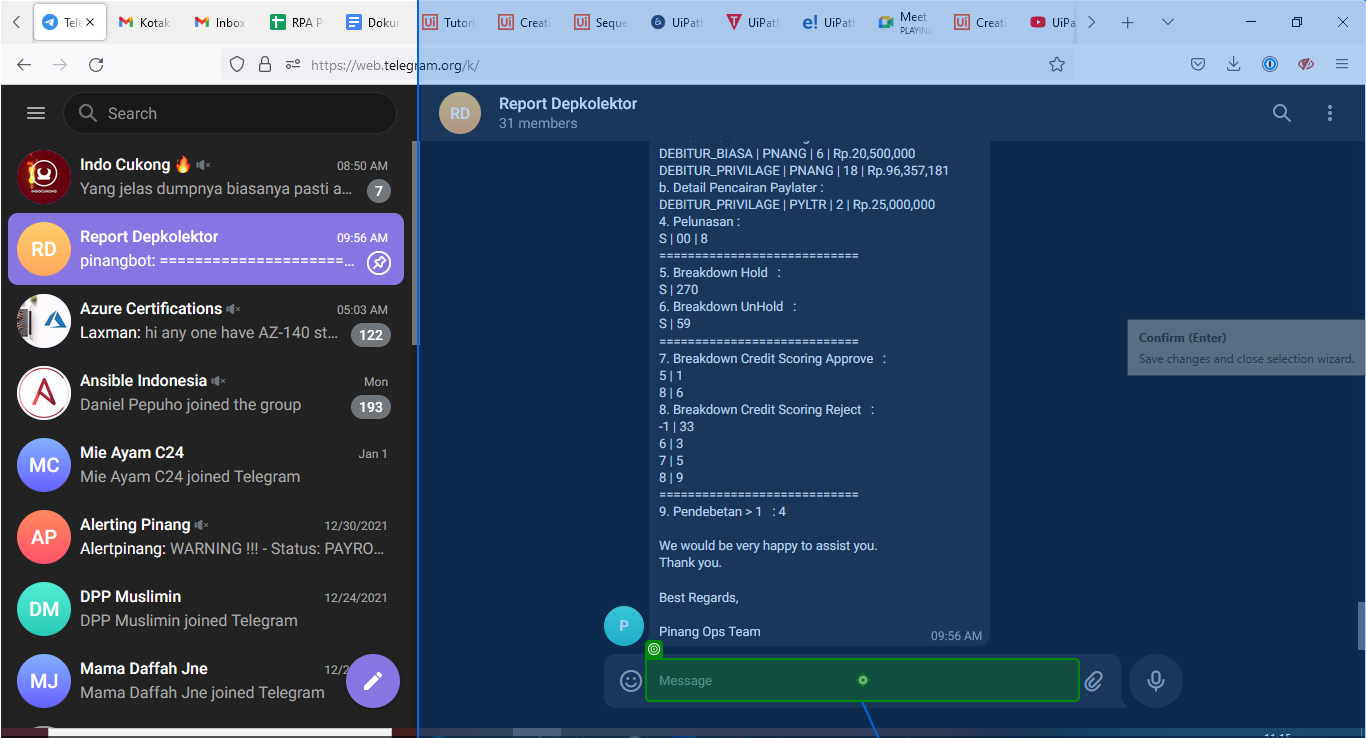 Tele
Kotak
Inbox
RPA P
Dokur
Tutori
Creati
Seque
UiPath
UiPath
UiPath
Meet
PLAYING
Creati
UiPa
https://web.telegram.org/k/
Search
Indo Cukong 08:50 AM
Yang jelas dumpnya biasanya pasti a... 7
RD
Report Depkolektor 09:56 AM
pinangbot: =====================...
Azure Certifications 05:03 AM
Laxman: hi any one have AZ-140 st... 122
Ansible Indonesia Mon
Daniel Pepuho joined the group 193
MC
Mie Ayam C24 Jan 1
Mie Ayam C24 joined Telegram
AP
Alerting Pinang 12/30/2021
Alertpinang: WARNING !!! - Status: PAYRO...
DM
DPP Muslimin 12/24/2021
DPP Muslimin joined Telegram
MJ
Mama Daffah Jne 12/2
Mama Daffah Jne joined Telegram
RD
Report Depkolektor
31 members
DEBITUR_BIASA | PNANG | 6 | Rp.20,500,000
DEBITUR_PRIVILAGE | PNANG | 18 | Rp.96,357,181
b. Detail Pencairan Paylater :
DEBITUR_PRIVILAGE | PYLTR | 2 | Rp.25,000,000
4. Pelunasan :
S | 00 | 8
============================
5. Breakdown Hold :
S | 270
6. Breakdown UnHold :
S | 59
============================
7. Breakdown Credit Scoring Approve :
5 | 1
8 | 6
8. Breakdown Credit Scoring Reject :
-1 | 33
6 | 3
7 | 5
8 | 9
============================
9. Pendebetan > 1 : 4
We would be very happy to assist you.
Thank you.
Best Regards,
Pinang Ops Team
09:56 AM
P
Message
Confirm (Enter)
Save changes and close selection wizard.